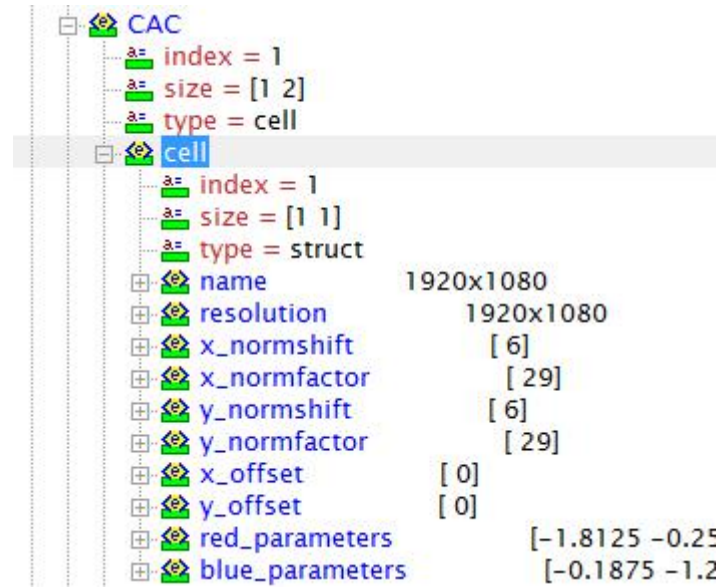 CAC
index = 1
size = [1 2]
type = cell
cell
index = 1
size = [1 1]
type = struct
name 1920x1080
resolution 1920x1080
x_normshift [ 6]
x_normfactor [ 29]
y_normshift [ 6]
y_normfactor [ 29]
x_offset [ 0]
y_offset [ 0]
red_parameters [-1.8125 -0.25
blue_parameters [-0.1875 -1.2